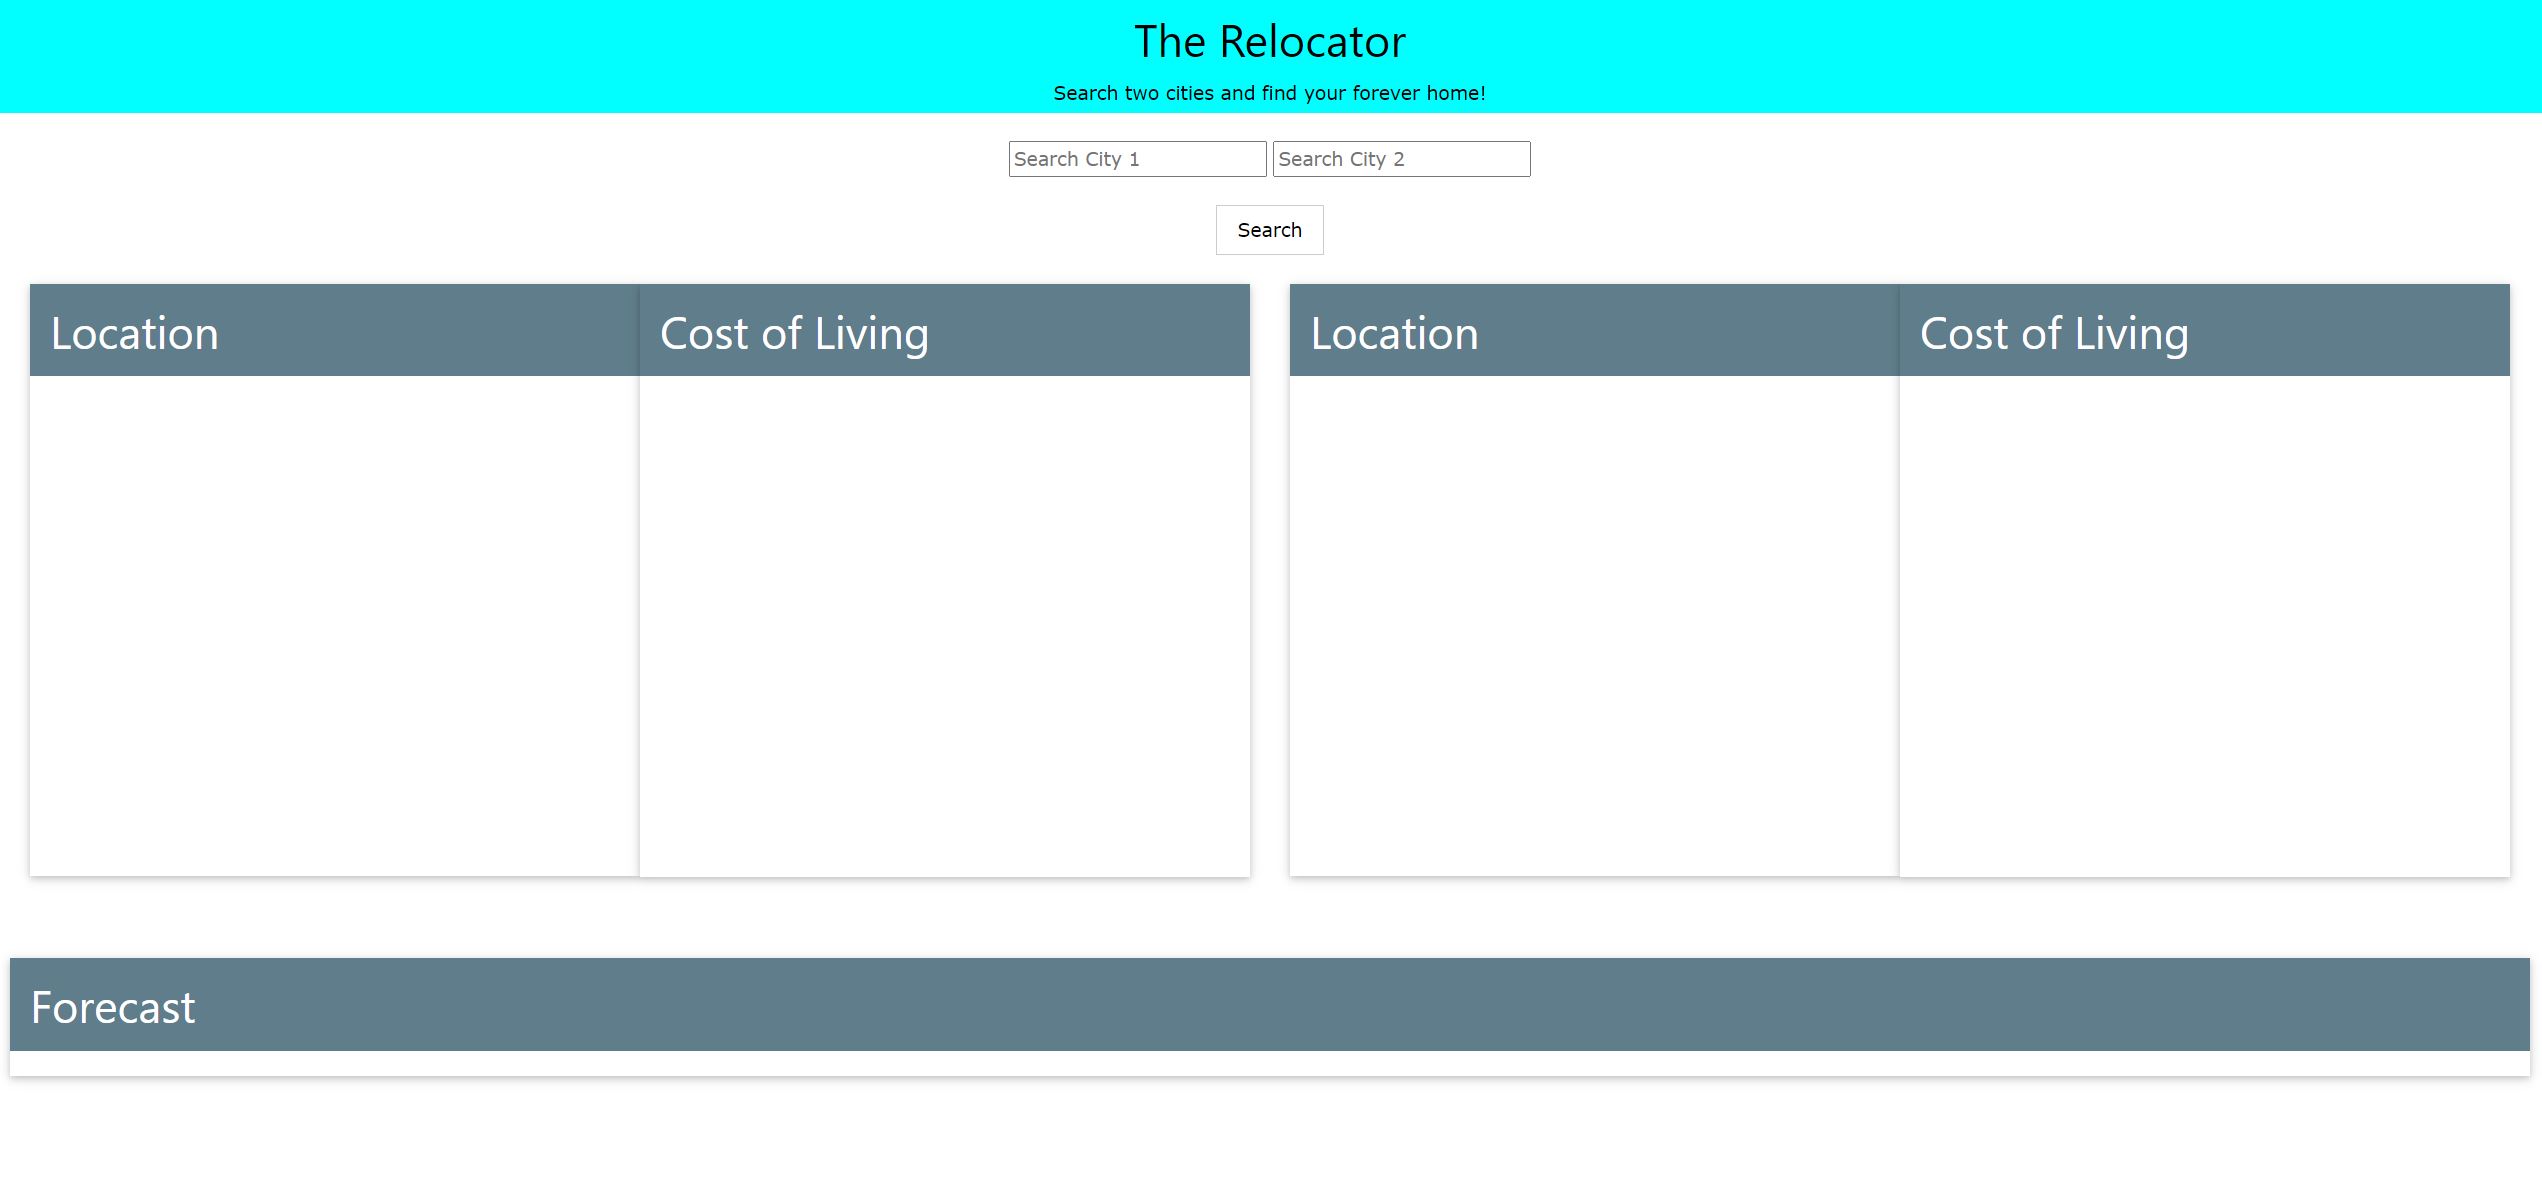 The Relocator
Search two cities and find your forever home!
Search City 1
Search City 2
Search
Location
Cost of Living
Location
Cost of Living
Forecast